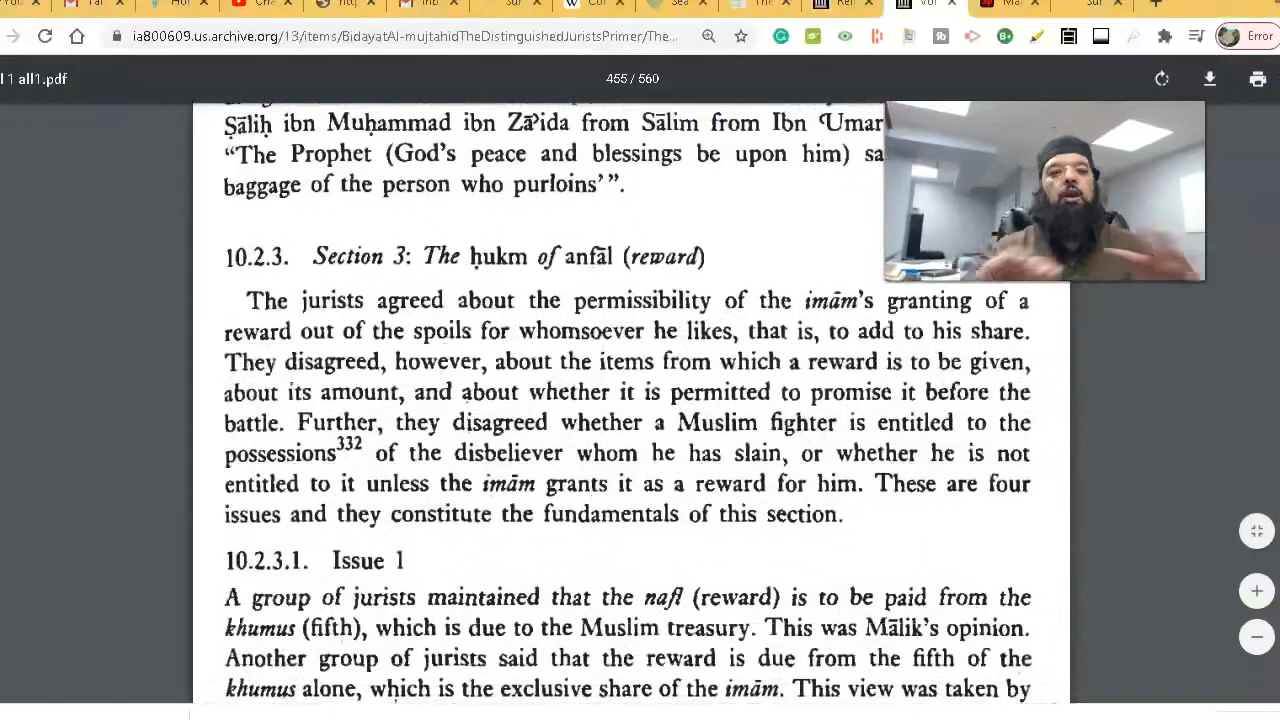 Sur
W
ia800609.us.archive.org/13/items/BidayatAl-mujtahidTheDistinguishedJuristsPrimer/The...
Error
l 1 all1.pdf
455 / 560
Ṣāliḥ ibn Muḥammad ibn Zāʾida from Sālim from Ibn ʿUmar
“The Prophet (God’s peace and blessings be upon him) sa
baggage of the person who purloins’”.
10.2.3. Section 3: The ḥukm of anfāl (reward)
The jurists agreed about the permissibility of the imām’s granting of a
reward out of the spoils for whomsoever he likes, that is, to add to his share.
They disagreed, however, about the items from which a reward is to be given,
about its amount, and about whether it is permitted to promise it before the
battle. Further, they disagreed whether a Muslim fighter is entitled to the
possessions332 of the disbeliever whom he has slain, or whether he is not
entitled to it unless the imām grants it as a reward for him. These are four
issues and they constitute the fundamentals of this section.
10.2.3.1. Issue 1
A group of jurists maintained that the nafl (reward) is to be paid from the
khumus (fifth), which is due to the Muslim treasury. This was Mālik’s opinion.
Another group of jurists said that the reward is due from the fifth of the
khumus alone, which is the exclusive share of the imām. This view was taken by